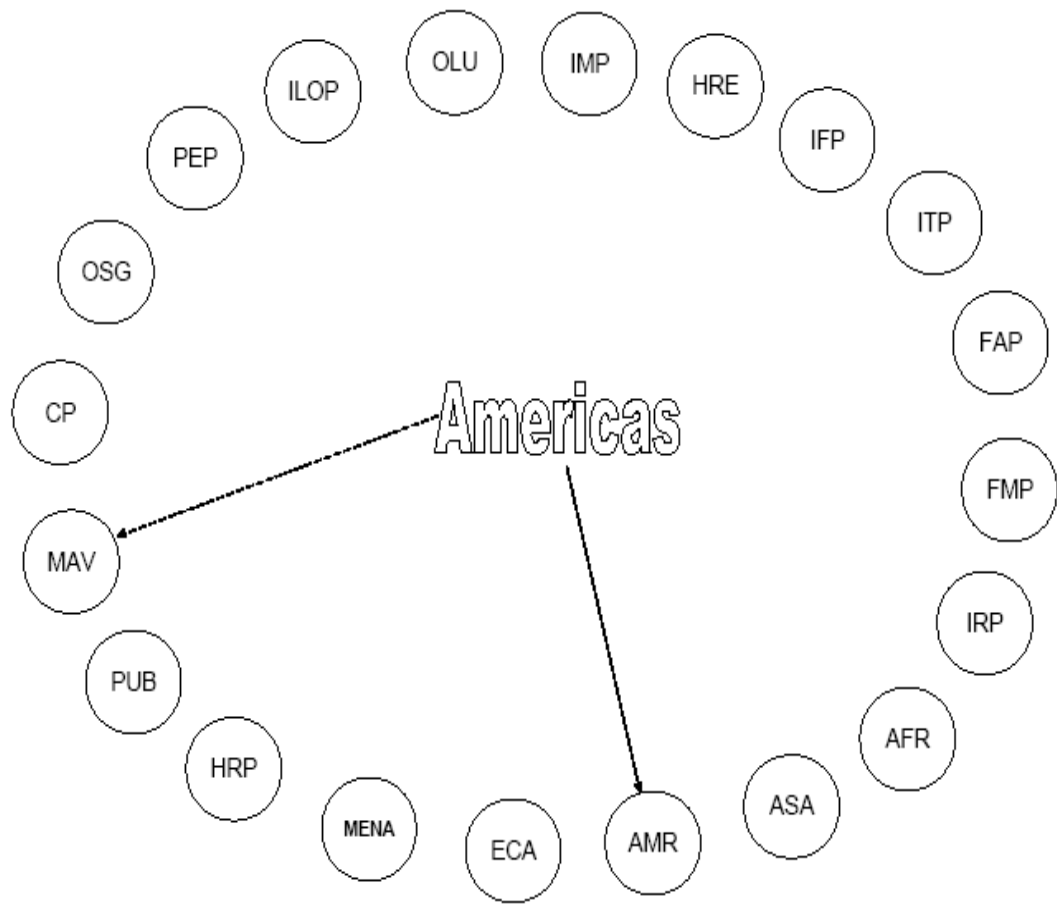 OLU
IMP
HRE
ILOP
IFP
PEP
ITP
OSG
FAP
CP
Americas
FMP
MAV
IRP
PUB
AFR
HRP
ASA
MENA
ECA
AMR